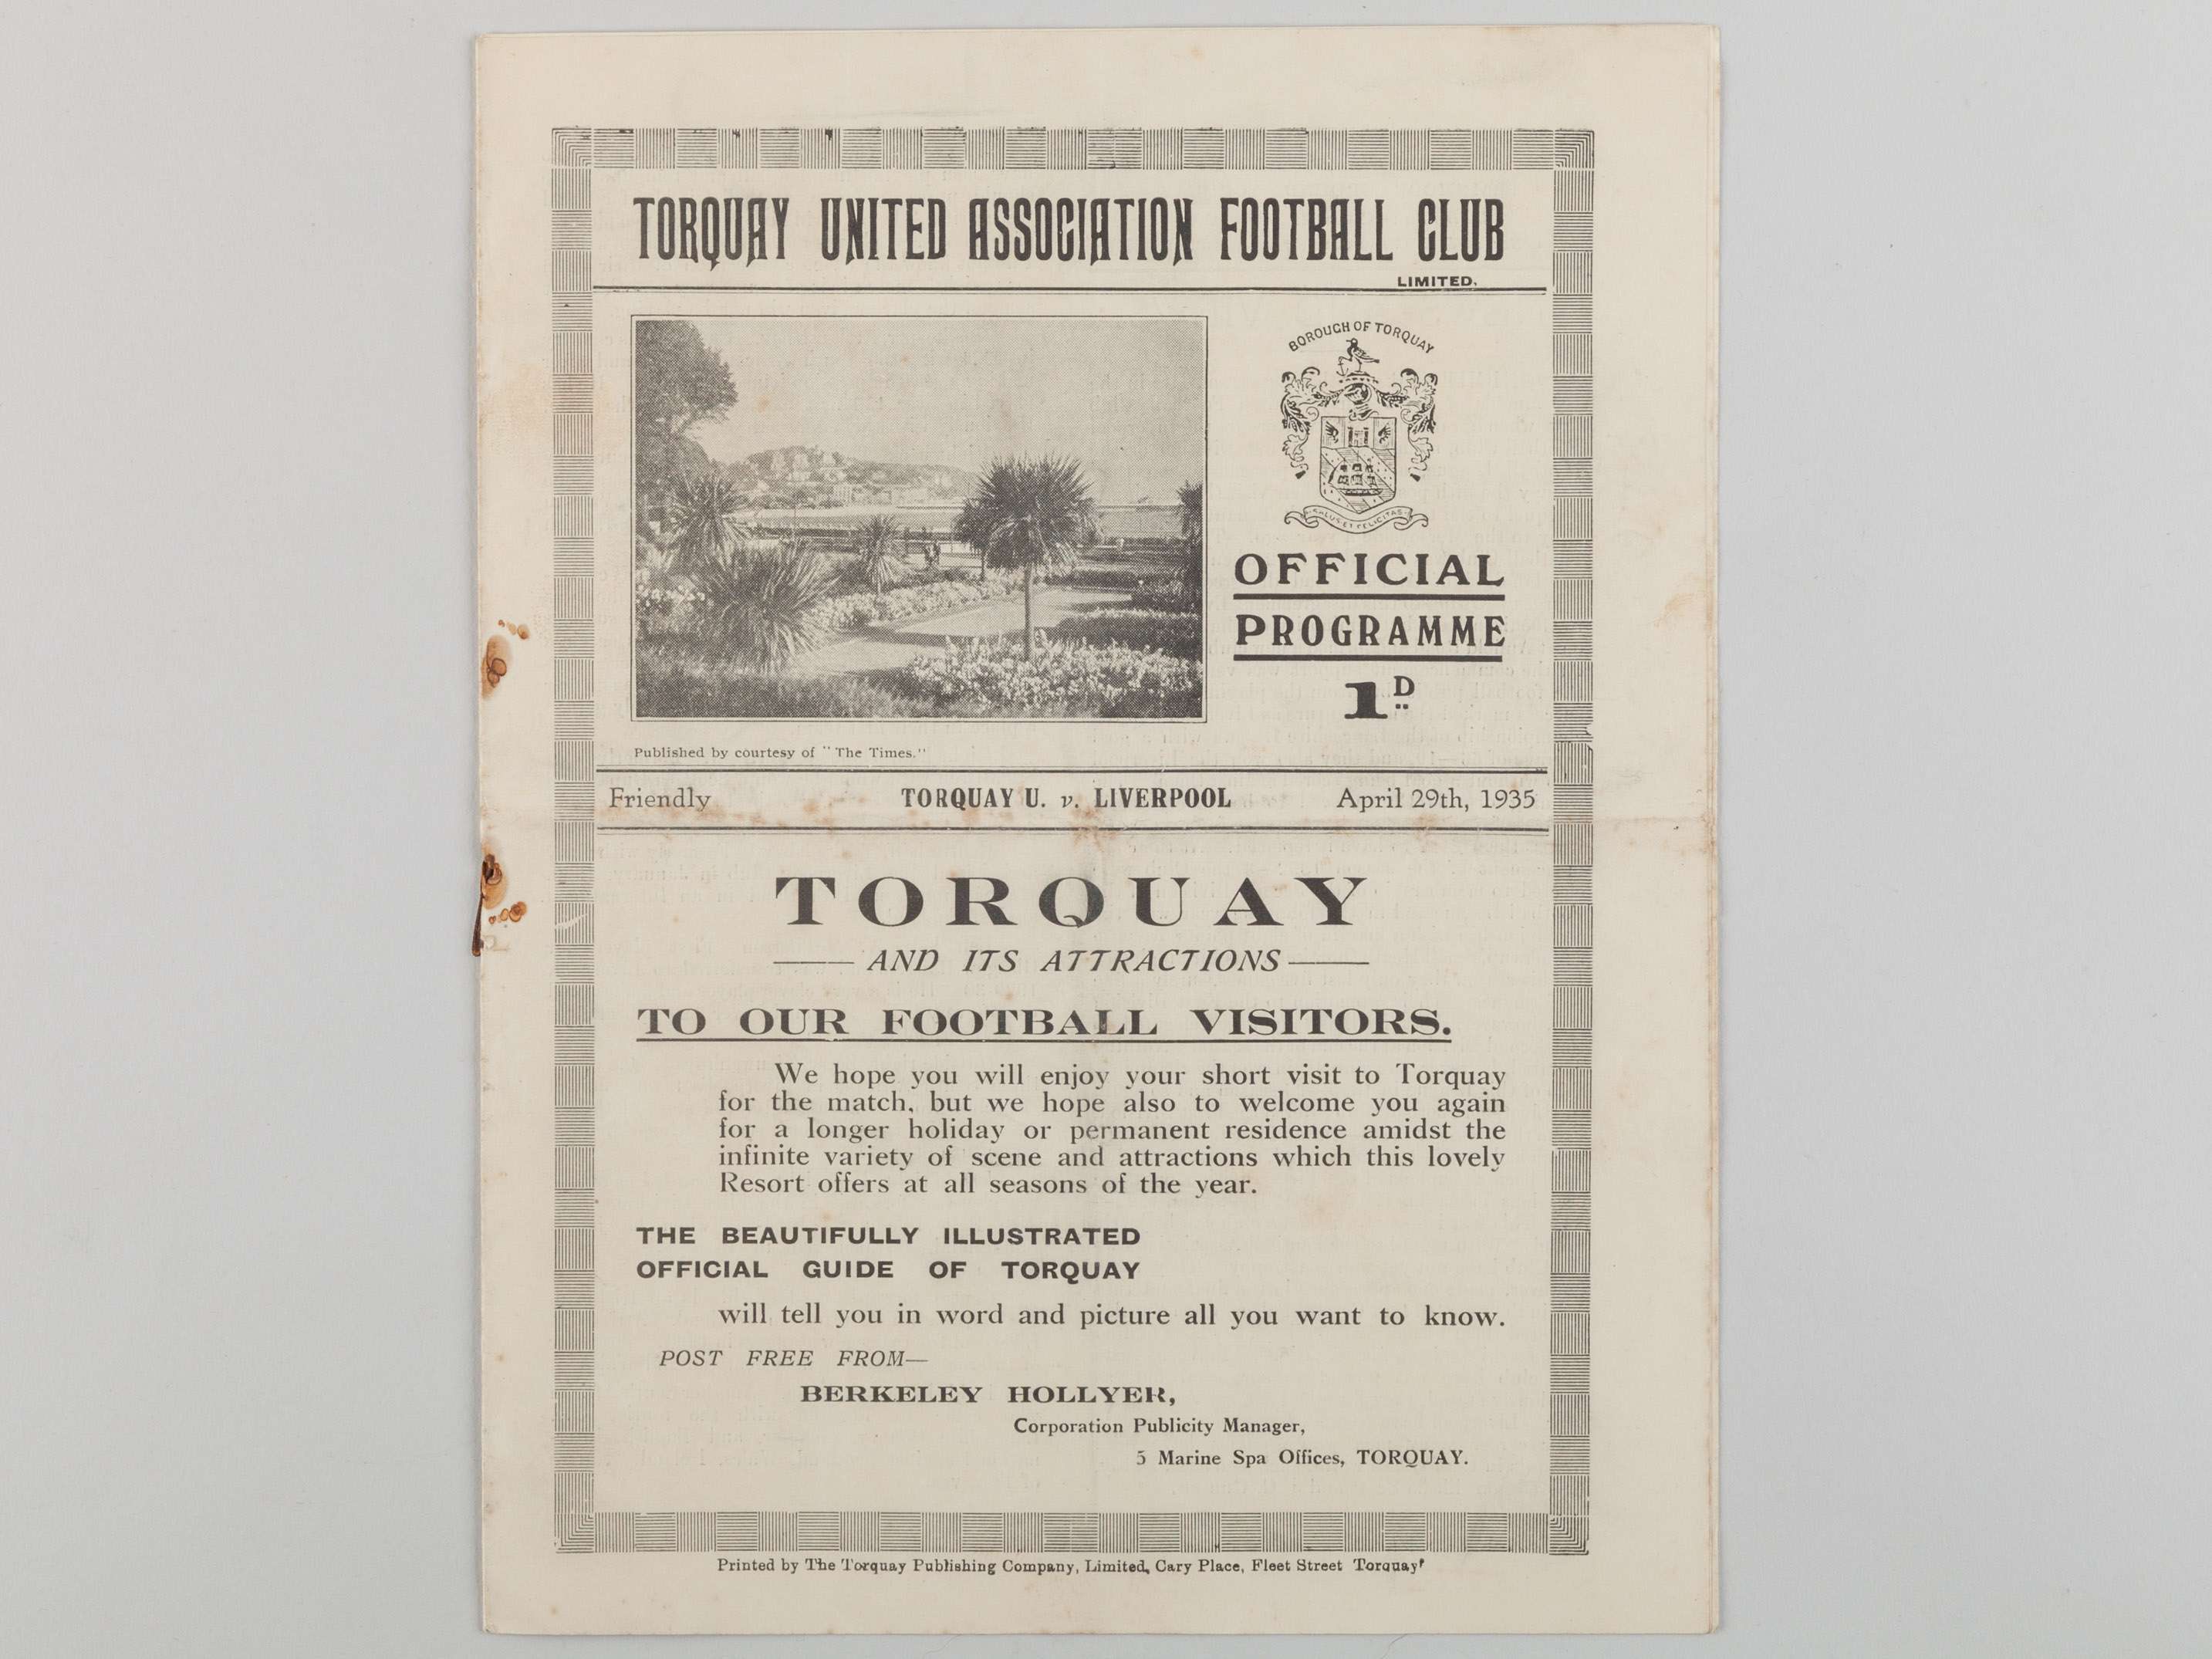 TORQUAY UNITED ASSOCIATION FOOTBALL CLUB
LIMITED.
BOROUGH OF TORQUAY
SALUS ET FELICITAS
OFFICIAL
PROGRAMME
1D
Published by courtesy of "The Times."
Friendly TORQUAY U. v. LIVERPOOL April 29th, 1935
TORQUAY
AND ITS ATTRACTIONS
TO OUR FOOTBALL VISITORS.
We hope you will enjoy your short visit to Torquay
for the match, but we hope also to welcome you again
for a longer holiday or permanent residence amidst the
infinite variety of scene and attractions which this lovely
Resort offers at all seasons of the year.
THE BEAUTIFULLY ILLUSTRATED
OFFICIAL GUIDE OF TORQUAY
will tell you in word and picture all you want to know.
POST FREE FROM—
BERKELEY HOLLYER,
Corporation Publicity Manager,
5 Marine Spa Offices, TORQUAY.
Printed by The Torquay Publishing Company, Limited, Cary Place, Fleet Street Torquay'